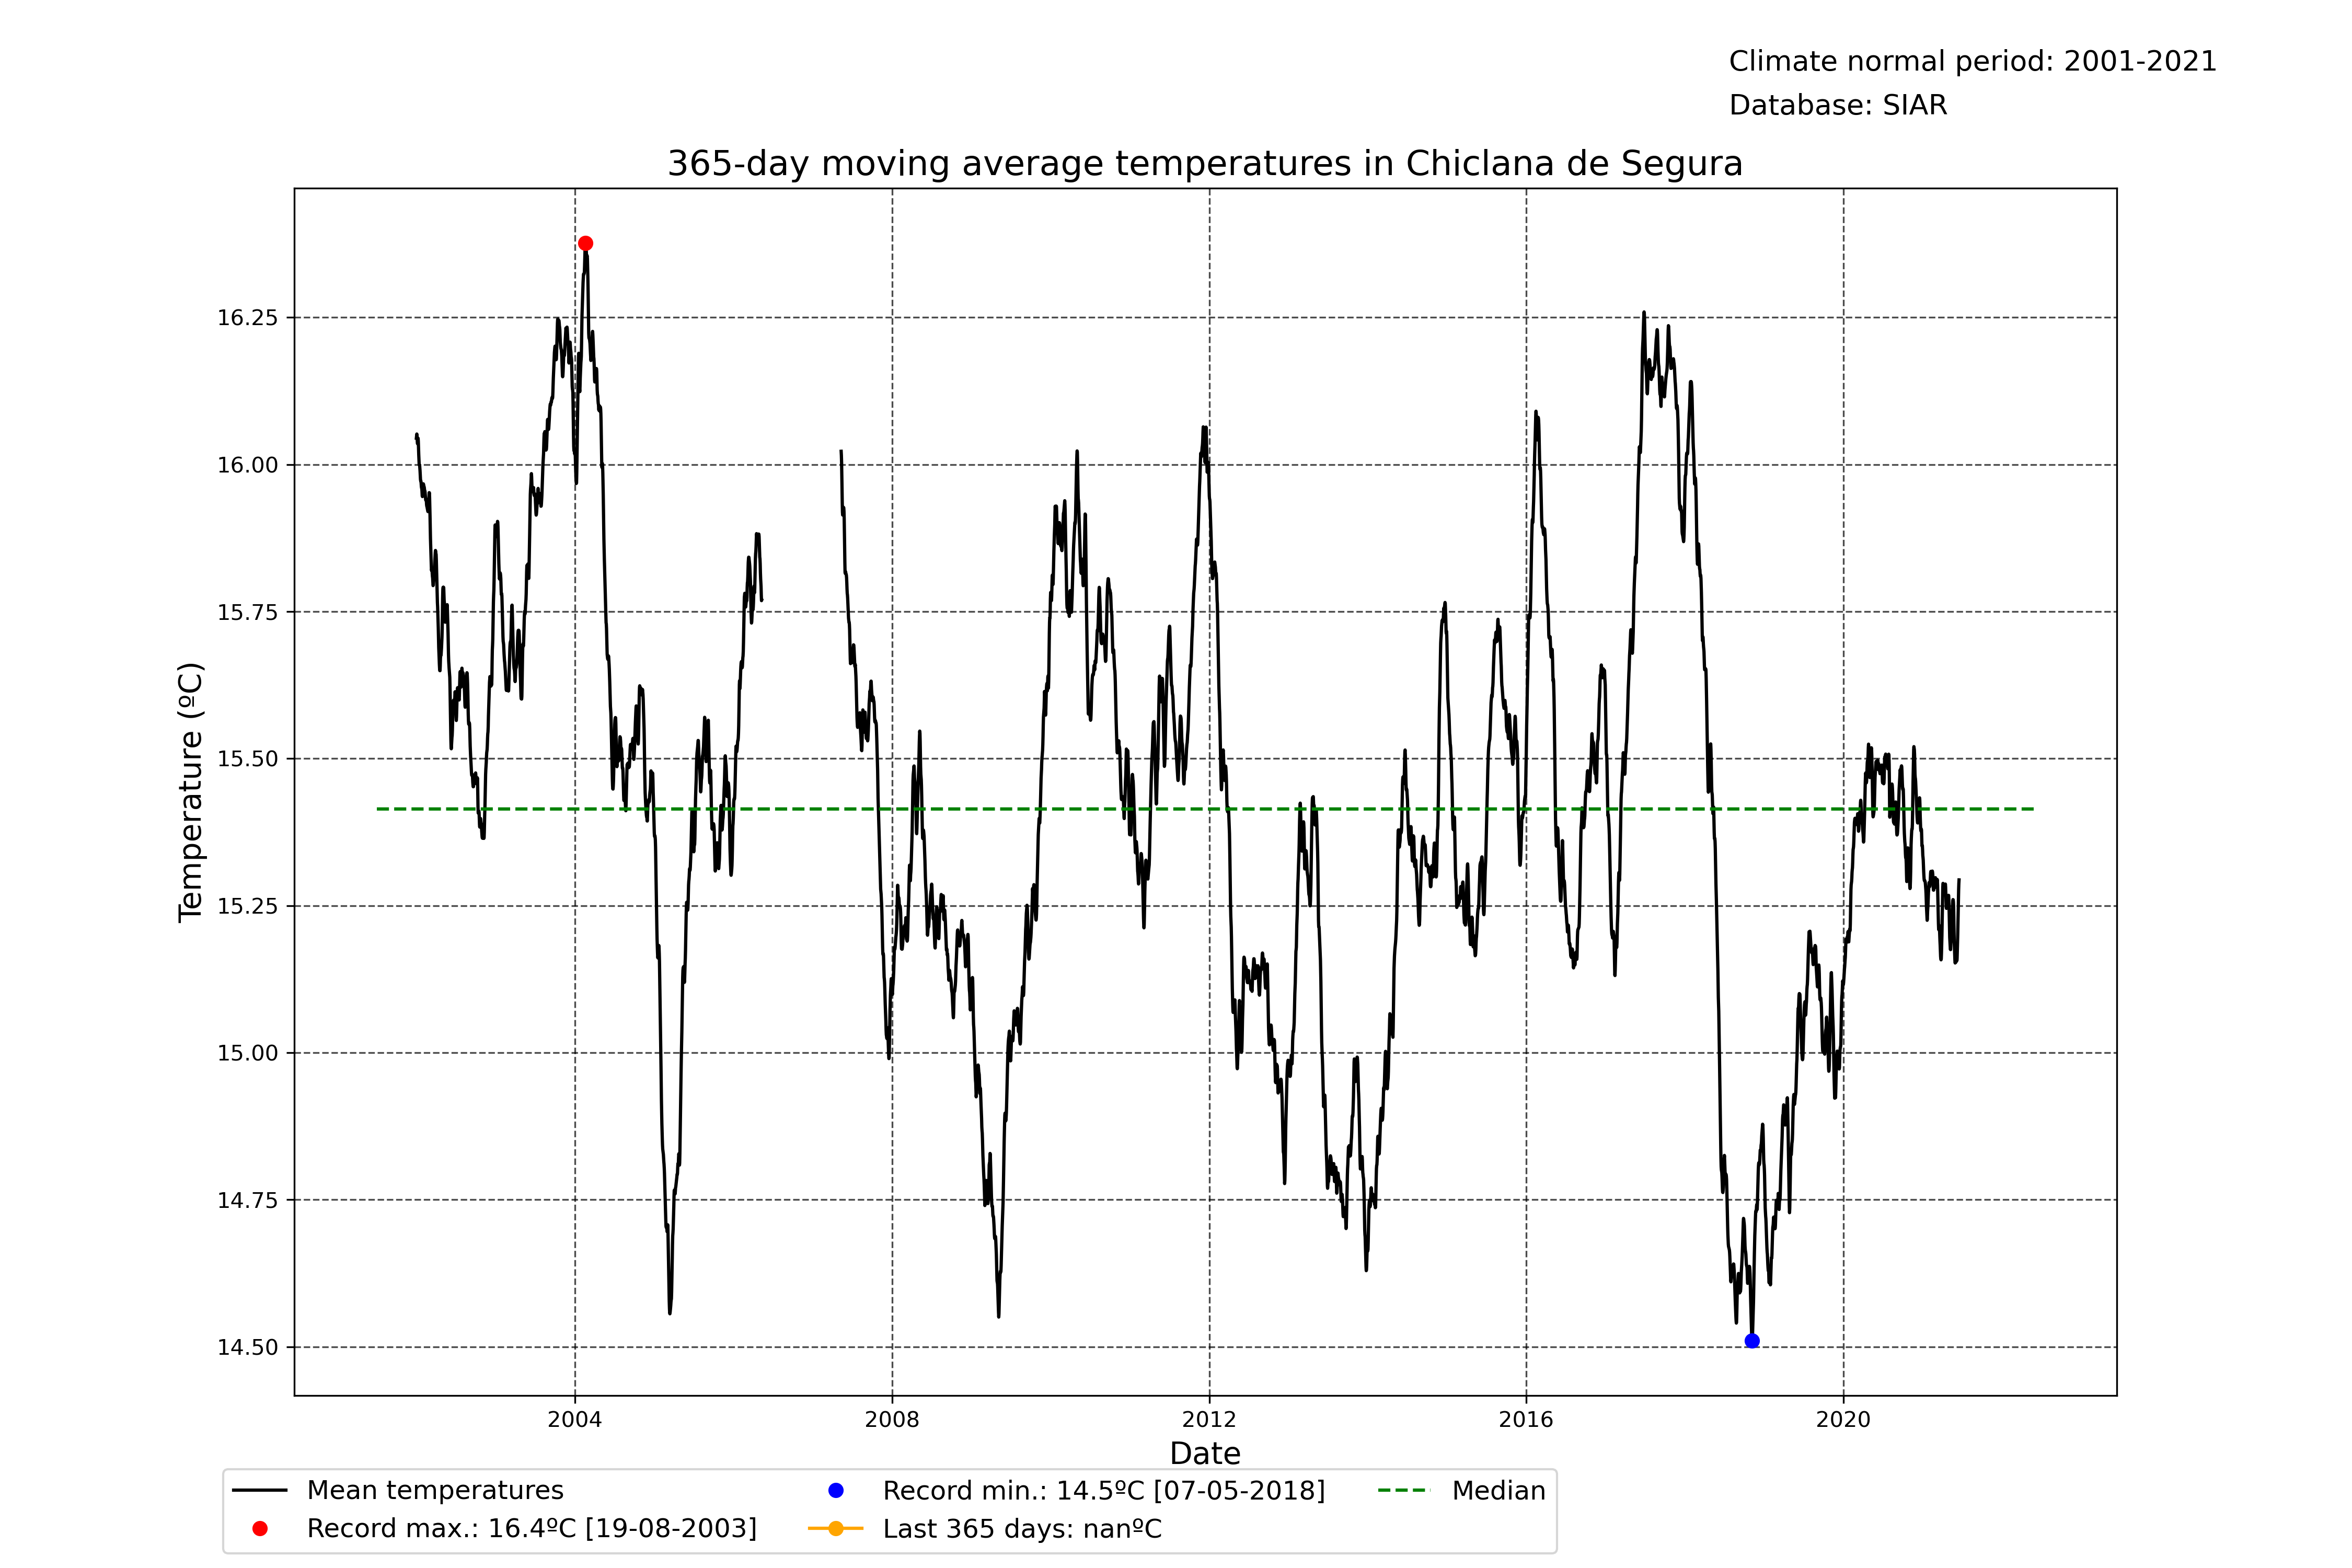 Climate normal period: 2001-2021
Database: SIAR
365-day moving average temperatures in Chiclana de Segura
16.25
16.00
15.75
15.50
15.25
15.00
14.75
14.50
Temperature (ºC)
2004 2008 2012 2016 2020
Date
Mean temperatures
Record max.: 16.4ºC [19-08-2003]
Record min.: 14.5ºC [07-05-2018]
Last 365 days: nanºC
Median